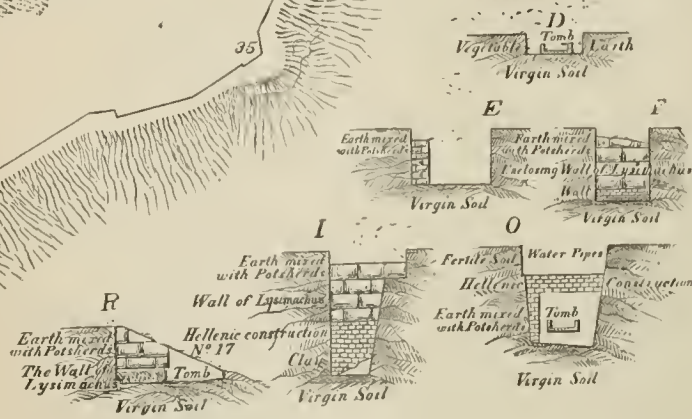 35
D
Tomb
Vegetable Earth
Virgin Soil
E
Earth mixed
with Potsherds
Virgin Soil
F
Earth mixed
with Potsherds
Enclosing Wall of Lysimachus
Wall
Virgin Soil
I
Earth mixed
with Potsherds
Wall of Lysimachus
Hellenic construction
Nº 17
Clay
Virgin Soil
O
Fertile Soil
Water Pipes
Hellenic Construction
Earth mixed
with Potsherds
Tomb
Virgin Soil
R
Earth mixed
with Potsherds
The Wall of
Lysimachus
Tomb
Virgin Soil